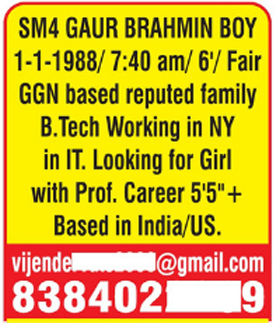 SM4 GAUR BRAHMIN BOY
1-1-1988/ 7:40 am/ 6'/ Fair
GGN based reputed family
B.Tech Working in NY
in IT. Looking for Girl
with Prof. Career 5'5"+
Based in India/US.
vijende @gmail.com
838402 9